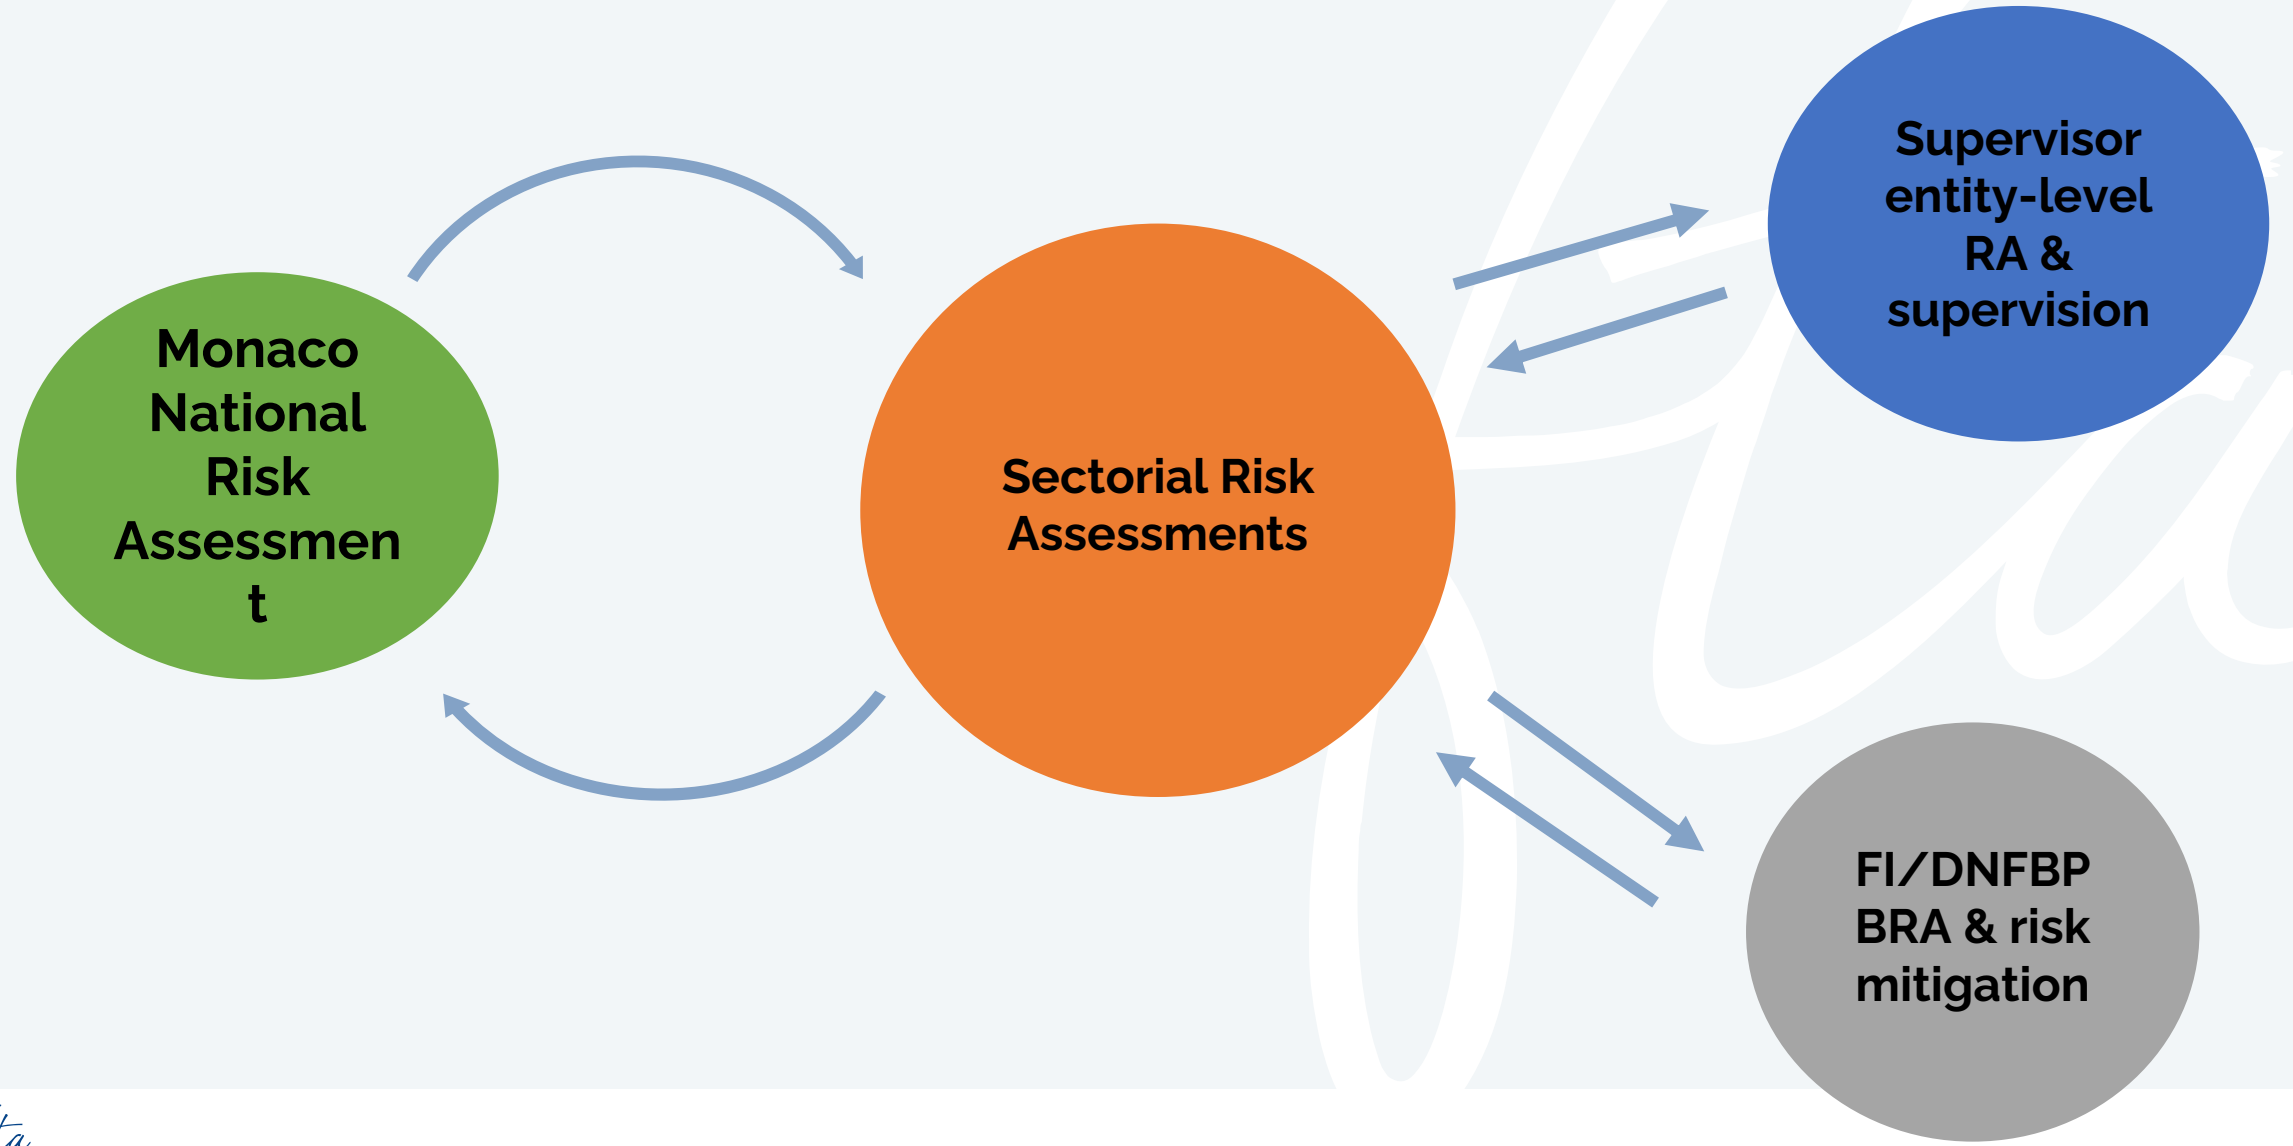 Monaco
National
Risk
Assessmen
t
Sectorial Risk
Assessments
Supervisor
entity-level
RA &
supervision
FI/DNFBP
BRA & risk
mitigation